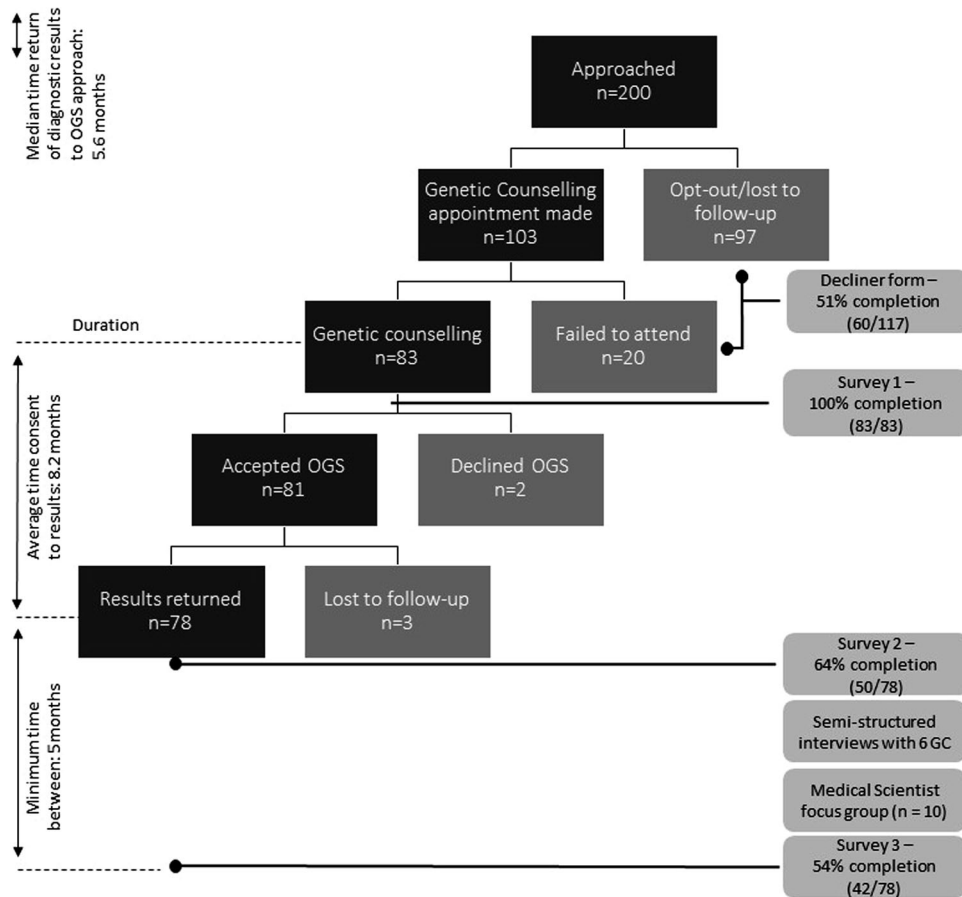 Median time return
of diagnostic results
to OGS approach:
5.6 months
Approached
n=200
Genetic Counselling
appointment made
n=103
Opt-out/lost to
follow-up
n=97
Decliner form –
51% completion
(60/117)
Duration
Genetic counselling
n=83
Failed to attend
n=20
Survey 1 –
100% completion
(83/83)
Average time consent
to results: 8.2 months
Accepted OGS
n=81
Declined OGS
n=2
Results returned
n=78
Lost to follow-up
n=3
Minimum time
between: 5 months
Survey 2 –
64% completion
(50/78)
Semi-structured
interviews with 6 GC
Medical Scientist
focus group (n = 10)
Survey 3 –
54% completion
(42/78)